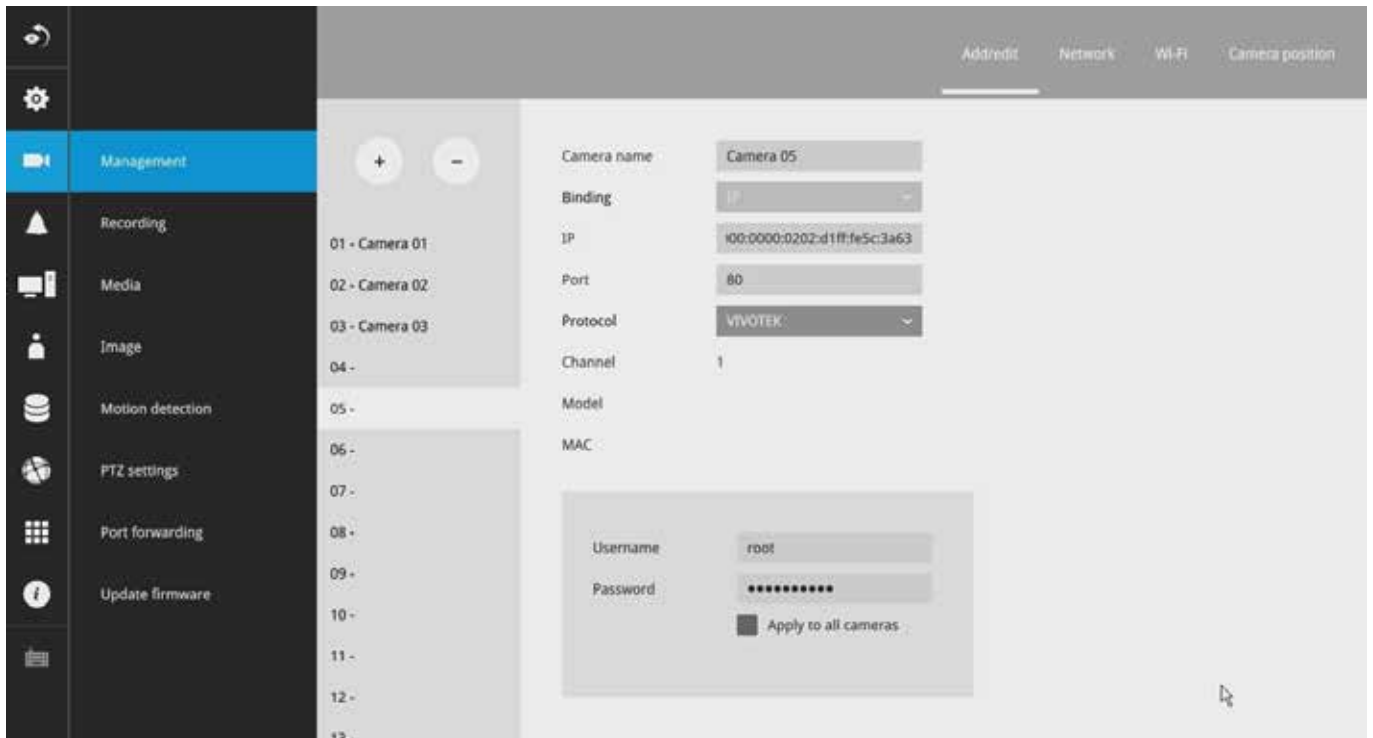 Add/edit Network Wi-Fi Camera position
Management
Recording
Media
Image
Motion detection
PTZ settings
Port forwarding
Update firmware
+ −
01 - Camera 01
02 - Camera 02
03 - Camera 03
04 -
05 -
06 -
07 -
08 -
09 -
10 -
11 -
12 -
Camera name Camera 05
Binding IP
IP 00:0000:0202:d1ff:fe5c:3a63
Port 80
Protocol VIVOTEK
Channel 1
Model
MAC
Username root
Password ••••••••••
Apply to all cameras